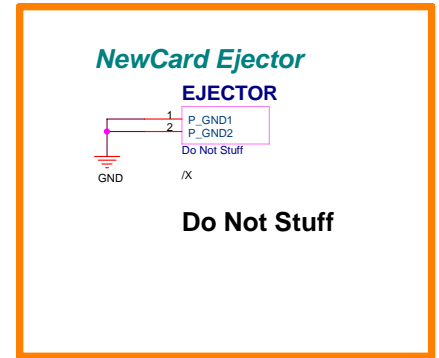 NewCard Ejector
EJECTOR
1 P_GND1
2 P_GND2
Do Not Stuff
GND
/X
Do Not Stuff